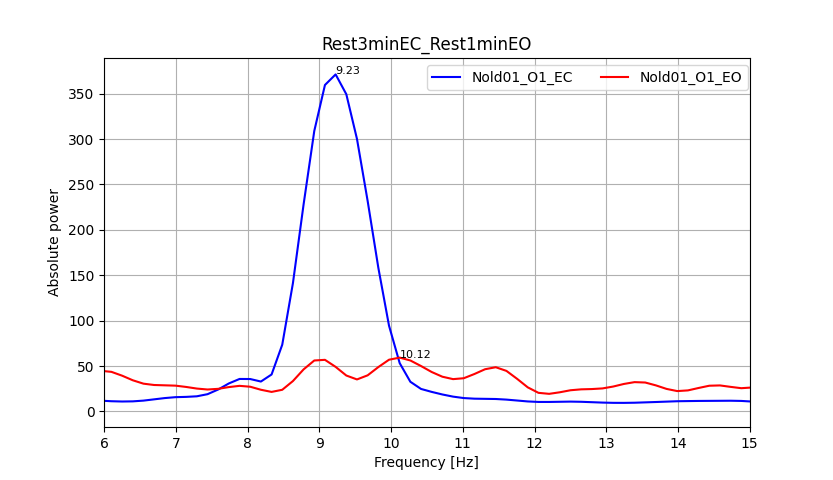 Rest3minEC_Rest1minEO
Nold01_O1_EC
Nold01_O1_EO
9.23
10.12
Absolute power
350
300
250
200
150
100
50
0
6 7 8 9 10 11 12 13 14 15
Frequency [Hz]